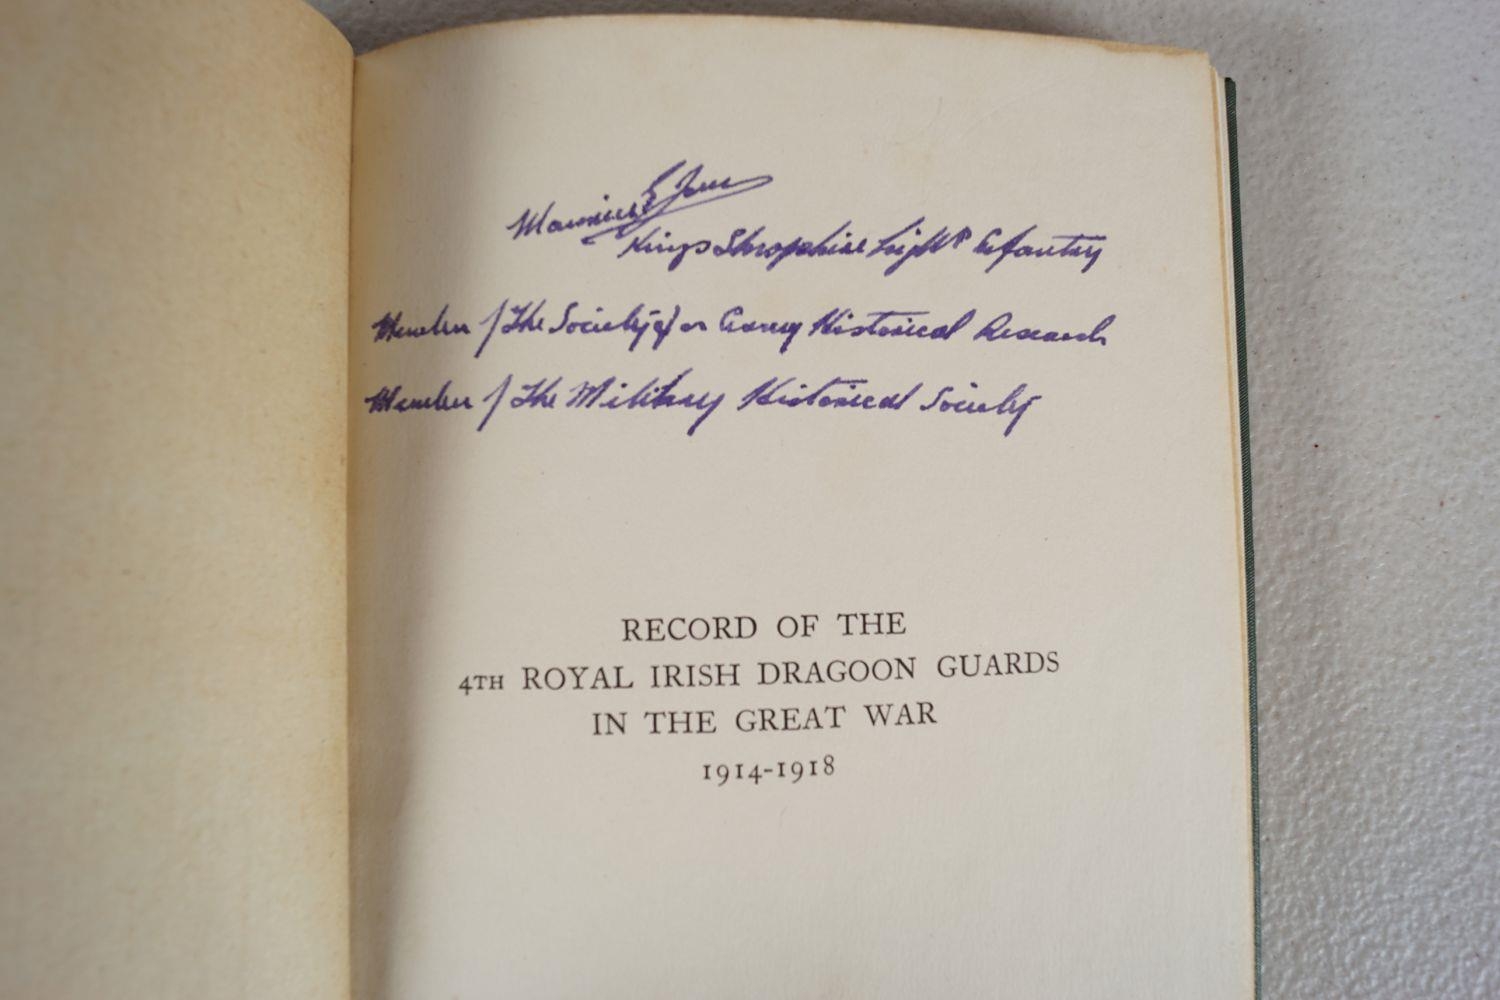 Maurice E
Kings Shropshire Light Infantry
Member of The Society for Army Historical Research
Member of The Military Historical Society
RECORD OF THE
4TH ROYAL IRISH DRAGOON GUARDS
IN THE GREAT WAR
1914-1918